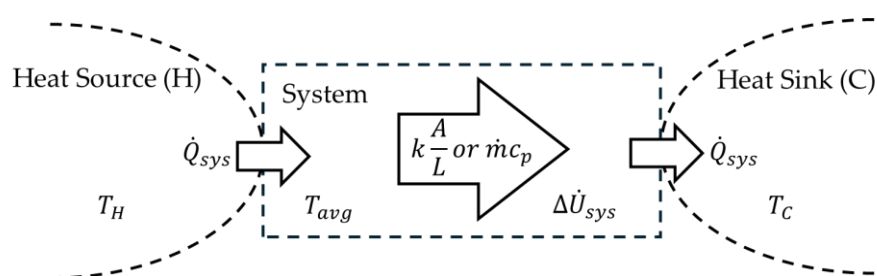 Heat Source (H)
System
Heat Sink (C)
Q̇sys
k A/L or ṁcp
Q̇sys
TH
Tavg
ΔU̇sys
TC